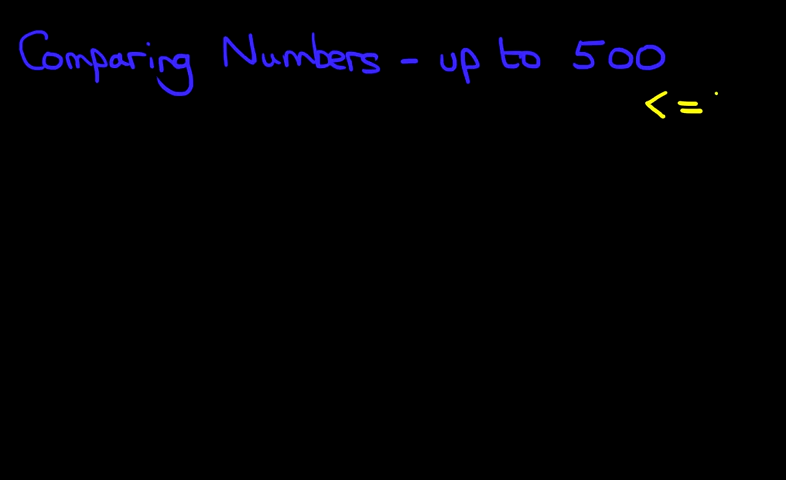 Comparing Numbers - up to 500
< =